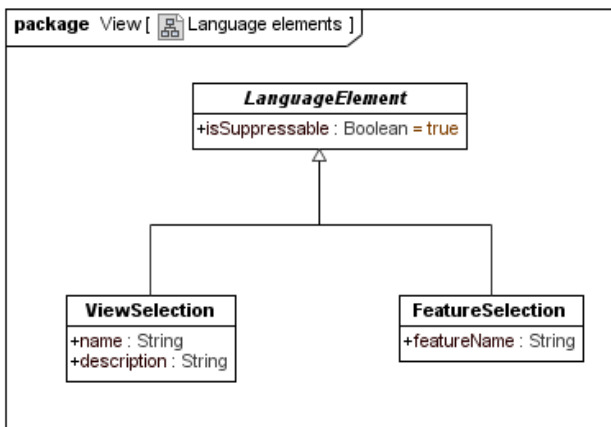 package View [ Language elements ]
LanguageElement
+isSuppressable : Boolean = true
ViewSelection
+name : String
+description : String
FeatureSelection
+featureName : String